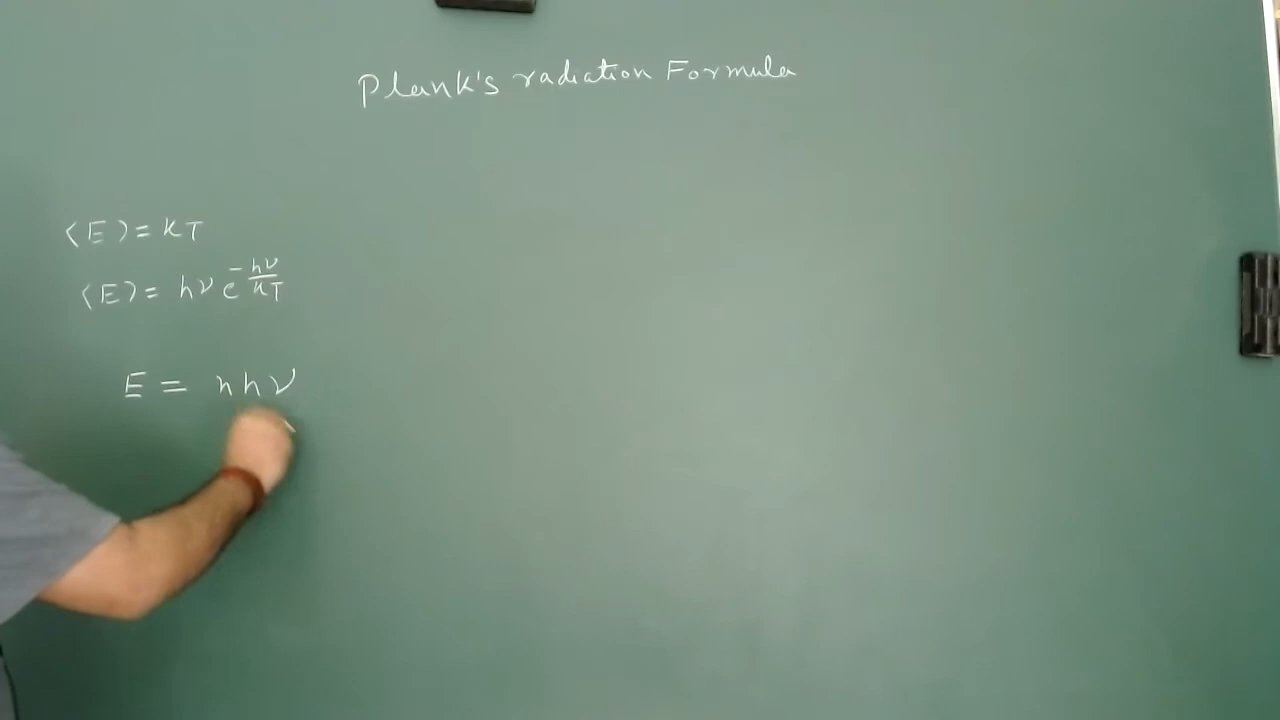 Plank's radiation Formula
⟨E⟩ = kT
⟨E⟩ = hν e^{-hν/kT}
E = nhν